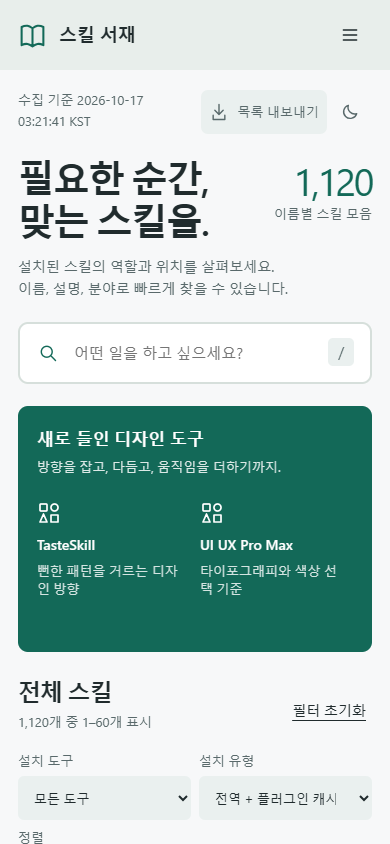 스킬 서재
수집 기준 2026-10-17
03:21:41 KST
목록 내보내기
필요한 순간,
맞는 스킬을.
1,120
이름별 스킬 모음
설치된 스킬의 역할과 위치를 살펴보세요.
이름, 설명, 분야로 빠르게 찾을 수 있습니다.
어떤 일을 하고 싶으세요?
/
새로 들인 디자인 도구
방향을 잡고, 다듬고, 움직임을 더하기까지.
TasteSkill
뻔한 패턴을 거르는 디자
인 방향
UI UX Pro Max
타이포그래피와 색상 선
택 기준
전체 스킬
1,120개 중 1–60개 표시
필터 초기화
설치 도구
설치 유형
모든 도구
전역 + 플러그인 캐시
정렬